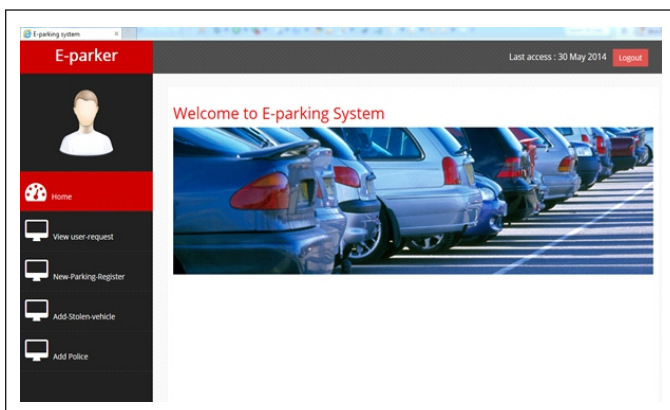 E-parking system
E-parker
Last access : 30 May 2014 Logout
Welcome to E-parking System
Home
View user-request
New-Parking-Register
Add-Stolen-vehicle
Add Police